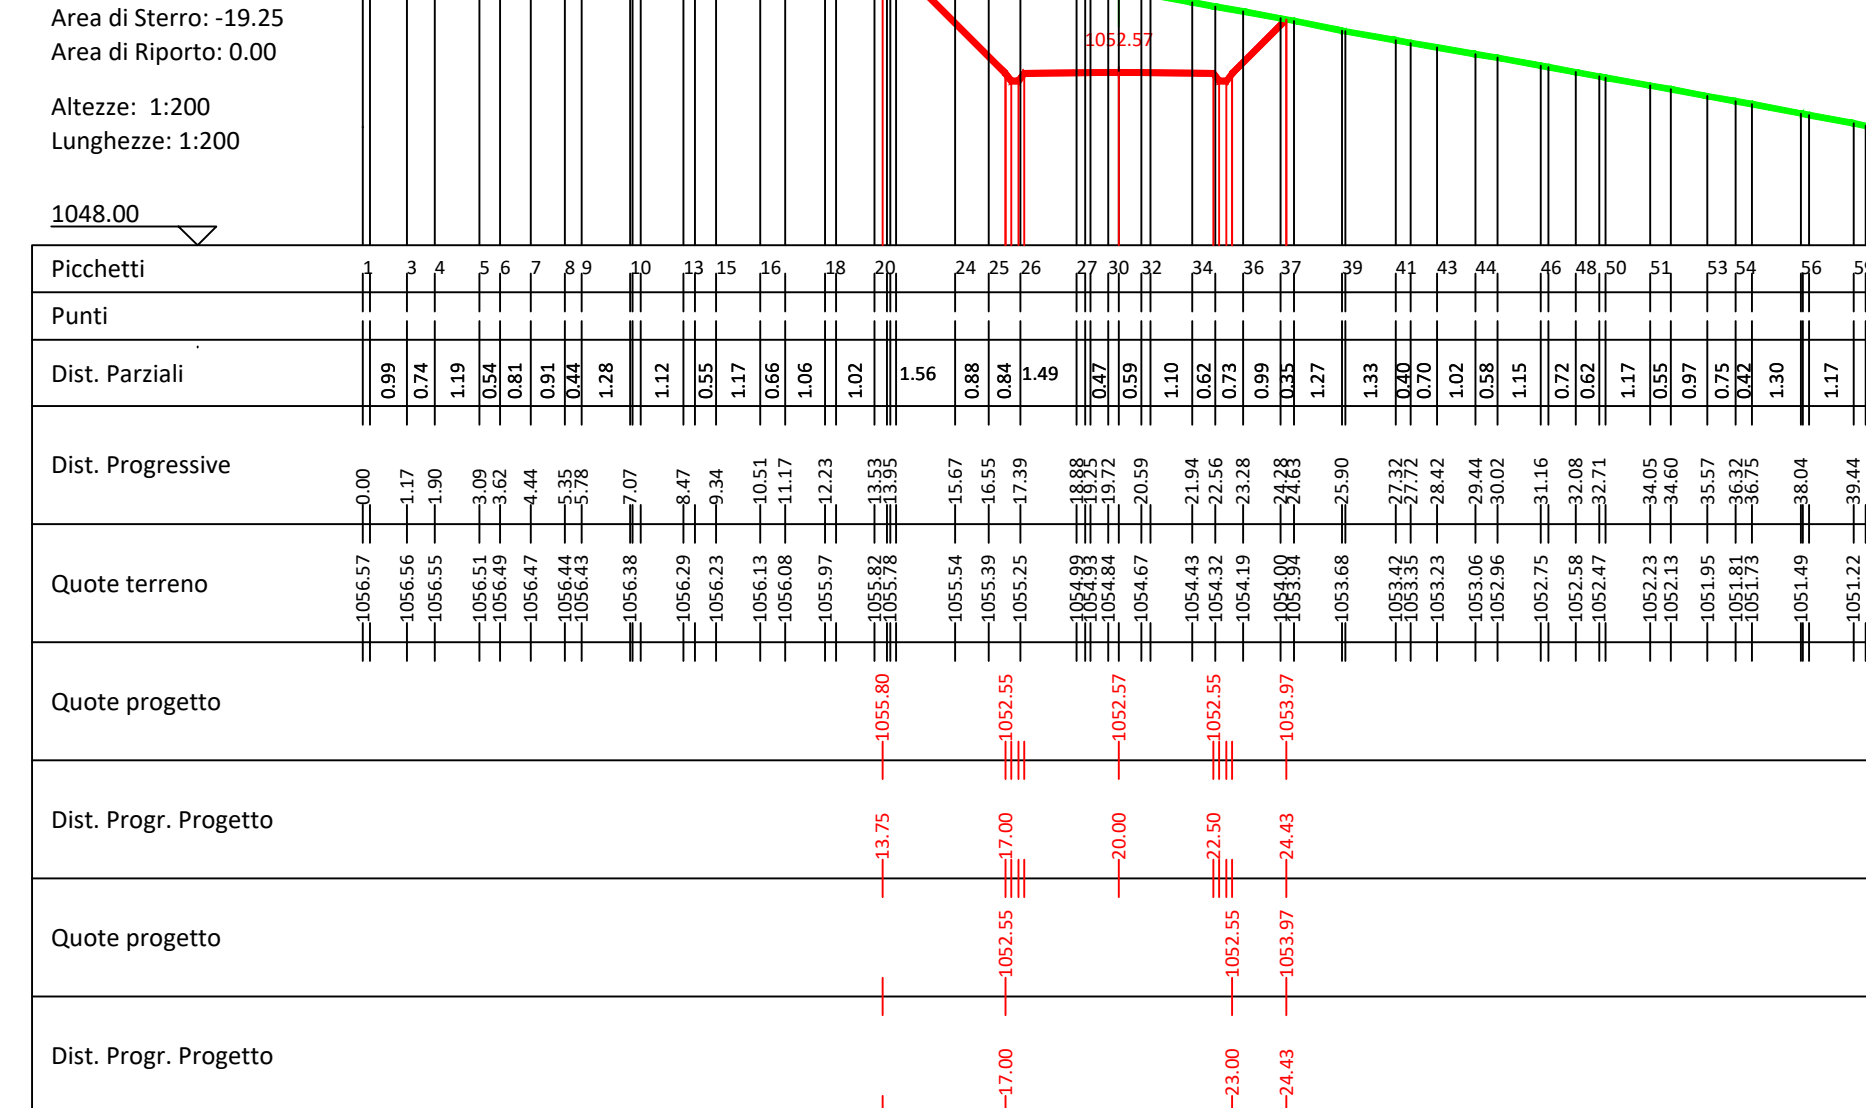 Area di Sterro: -19.25
Area di Riporto: 0.00
Altezze: 1:200
Lunghezze: 1:200
1052.57
1048.00
Picchetti 1 3 4 5 6 7 8 9 10 13 15 16 18 20 24 25 26 27 30 32 34 36 37 39 41 43 44 46 48 50 51 53 54 56
Punti
Dist. Parziali 0.99 0.74 1.19 0.54 0.81 0.91 0.44 1.28 1.12 0.55 1.17 0.66 1.06 1.02 1.56 0.88 0.84 1.49 0.47 0.59 1.10 0.62 0.73 0.99 0.35 1.27 1.33 0.40 0.70 1.02 0.58 1.15 0.72 0.62 1.17 0.55 0.97 0.75 0.42 1.30 1.17
Dist. Progressive 0.00 1.17 1.90 3.09 3.62 4.44 5.35 5.78 7.07 8.47 9.34 10.51 11.17 12.23 13.53 13.95 15.67 16.55 17.39 18.88 19.25 19.72 20.59 21.94 22.56 23.28 24.28 24.63 25.90 27.32 27.72 28.42 29.44 30.02 31.16 32.08 32.71 34.05 34.60 35.57 36.32 36.75 38.04 39.44
Quote terreno 1056.57 1056.56 1056.55 1056.51 1056.49 1056.47 1056.44 1056.43 1056.38 1056.29 1056.23 1056.13 1056.08 1055.97 1055.82 1055.78 1055.54 1055.39 1055.25 1054.99 1054.93 1054.84 1054.67 1054.43 1054.32 1054.19 1054.00 1053.94 1053.68 1053.42 1053.35 1053.23 1053.06 1052.96 1052.75 1052.58 1052.47 1052.23 1052.13 1051.95 1051.81 1051.73 1051.49 1051.22
Quote progetto 1055.80 1052.55 1052.57 1052.55 1053.97
Dist. Progr. Progetto 13.75 17.00 20.00 22.50 24.43
Quote progetto 1052.55 1052.55 1053.97
Dist. Progr. Progetto 17.00 23.00 24.43